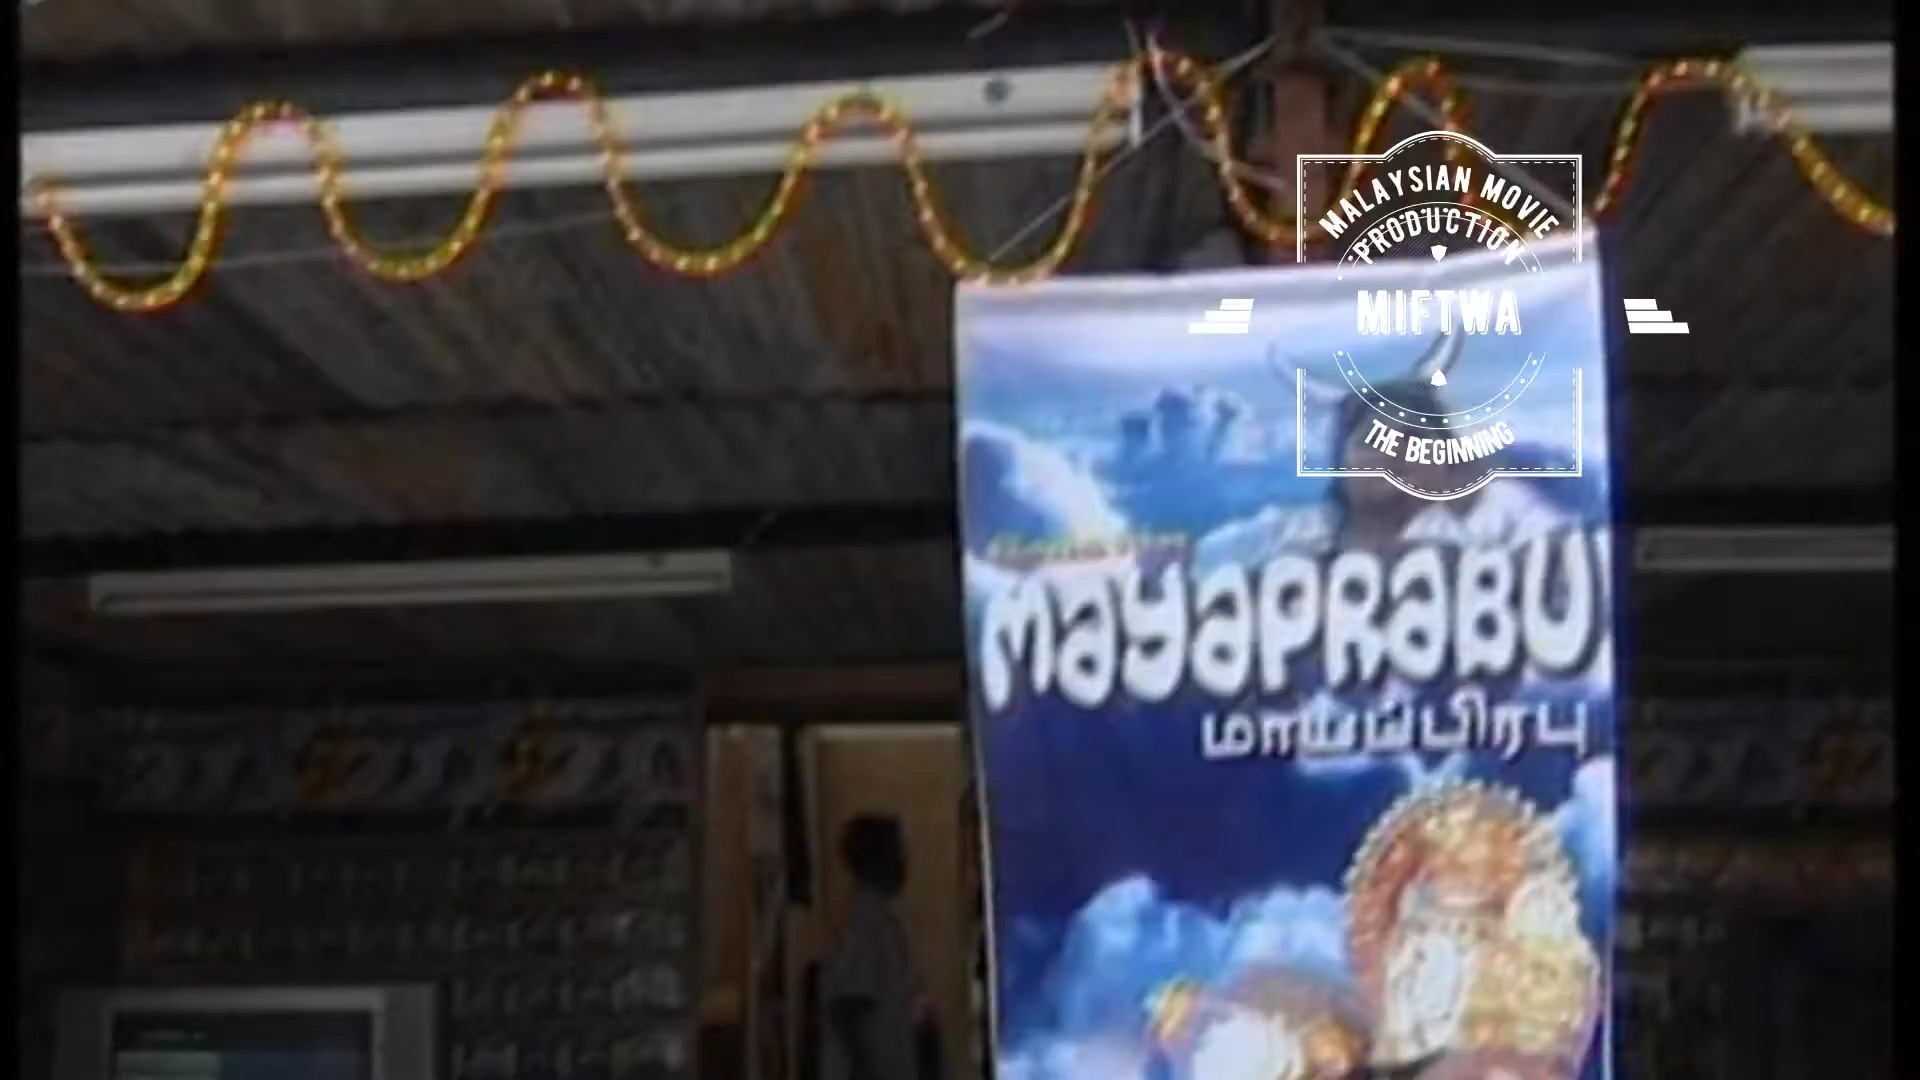 MALAYSIAN MOVIE
PRODUCTION
MIFTWA
THE BEGINNING
MAYAPRABU
மாயப்பிரபு